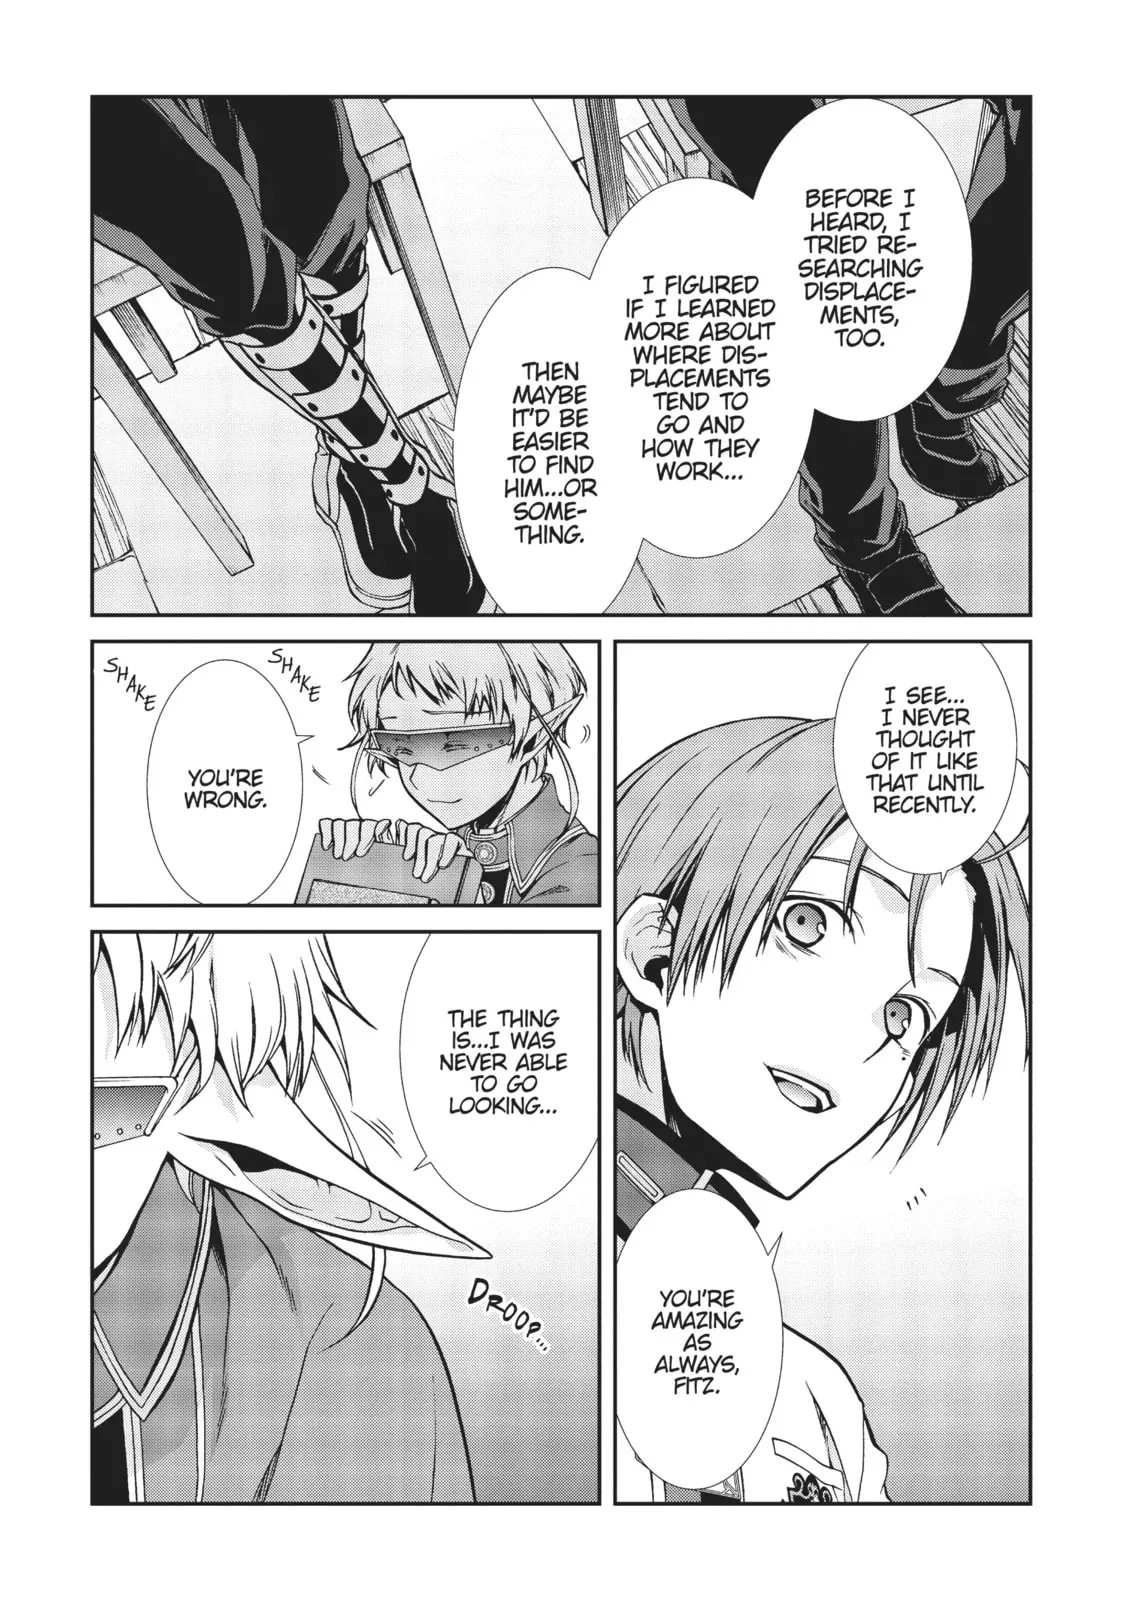 BEFORE I
HEARD, I
TRIED RE-
SEARCHING
DISPLACE-
MENTS,
TOO.
I FIGURED
IF I LEARNED
MORE ABOUT
WHERE DIS-
PLACEMENTS
TEND TO
GO AND
HOW THEY
WORK...
THEN
MAYBE
IT'D BE
EASIER
TO FIND
HIM...OR
SOME-
THING.
I SEE...
I NEVER
THOUGHT
OF IT LIKE
THAT UNTIL
RECENTLY.
YOU'RE
AMAZING
AS
ALWAYS,
FITZ.
SHAKE
SHAKE
YOU'RE
WRONG.
THE THING
IS...I WAS
NEVER ABLE
TO GO
LOOKING...
DROOP...